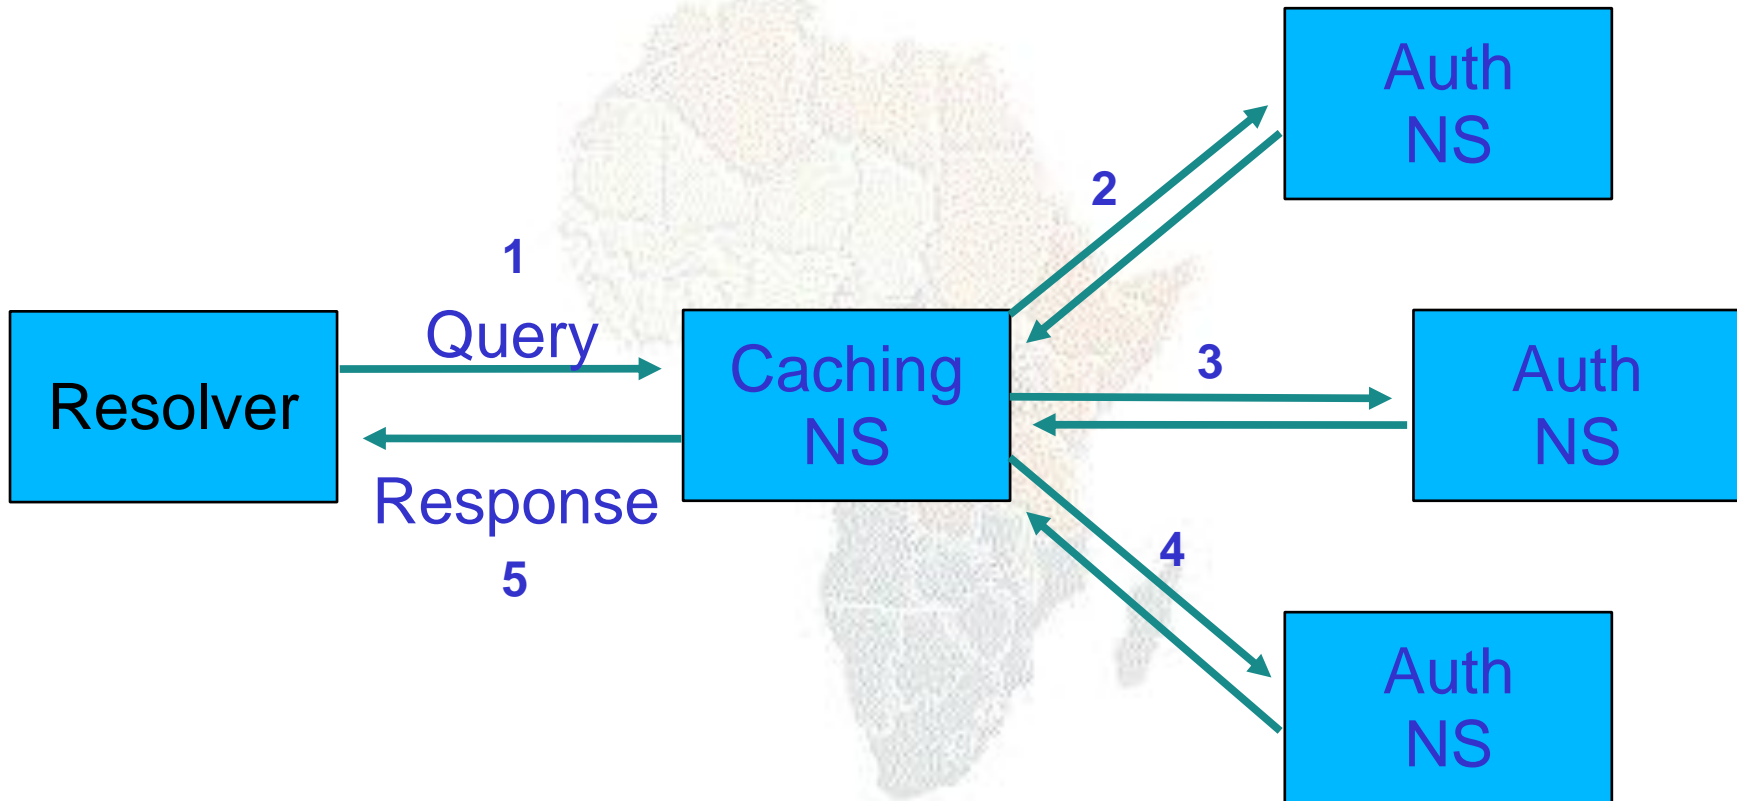 Auth
NS
2
1
Query
Resolver
Caching
NS
3
Auth
NS
Response
5
4
Auth
NS